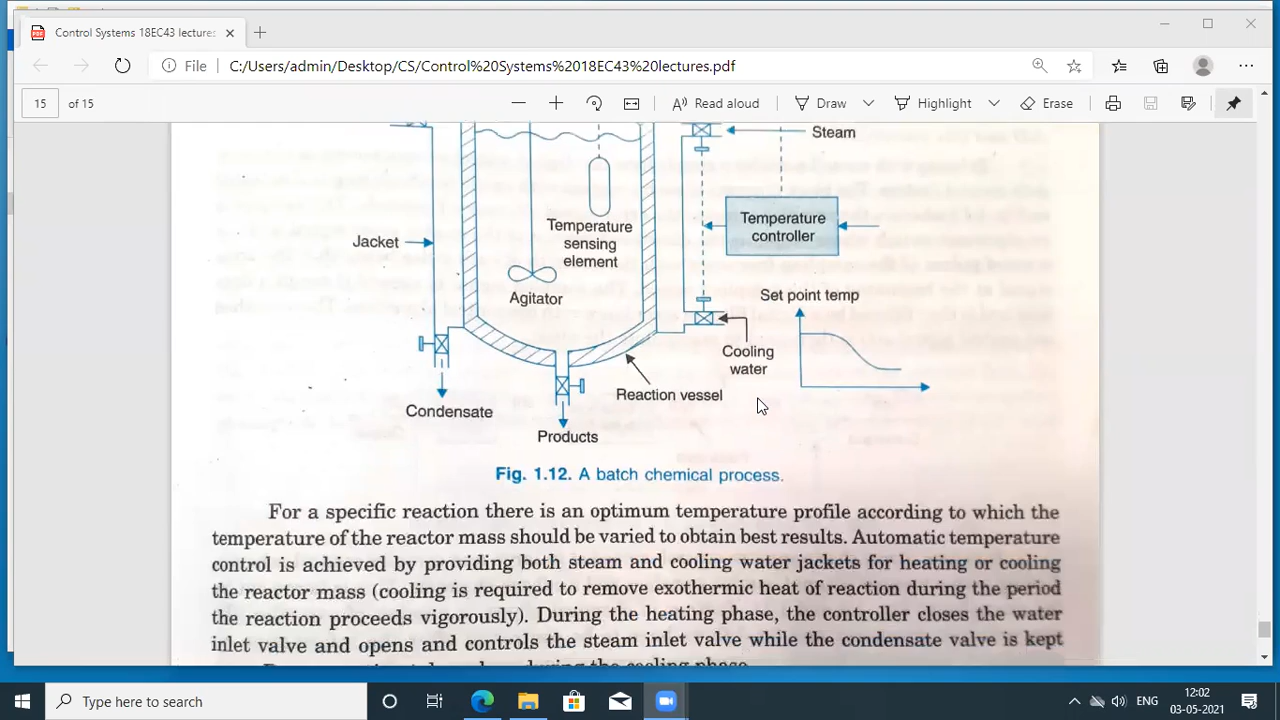 Control Systems 18EC43 lectures
File
C:/Users/admin/Desktop/CS/Control%20Systems%2018EC43%20lectures.pdf
15 of 15
Read aloud
Draw
Highlight
Erase
Steam
Temperature
controller
Jacket
Temperature
sensing
element
Agitator
Set point temp
Cooling
water
Reaction vessel
Condensate
Products
Fig. 1.12. A batch chemical process.
For a specific reaction there is an optimum temperature profile according to which the
temperature of the reactor mass should be varied to obtain best results. Automatic temperature
control is achieved by providing both steam and cooling water jackets for heating or cooling
the reactor mass (cooling is required to remove exothermic heat of reaction during the period
the reaction proceeds vigorously). During the heating phase, the controller closes the water
inlet valve and opens and controls the steam inlet valve while the condensate valve is kept
during the cooling phase
Type here to search
ENG
12:02
03-05-2021